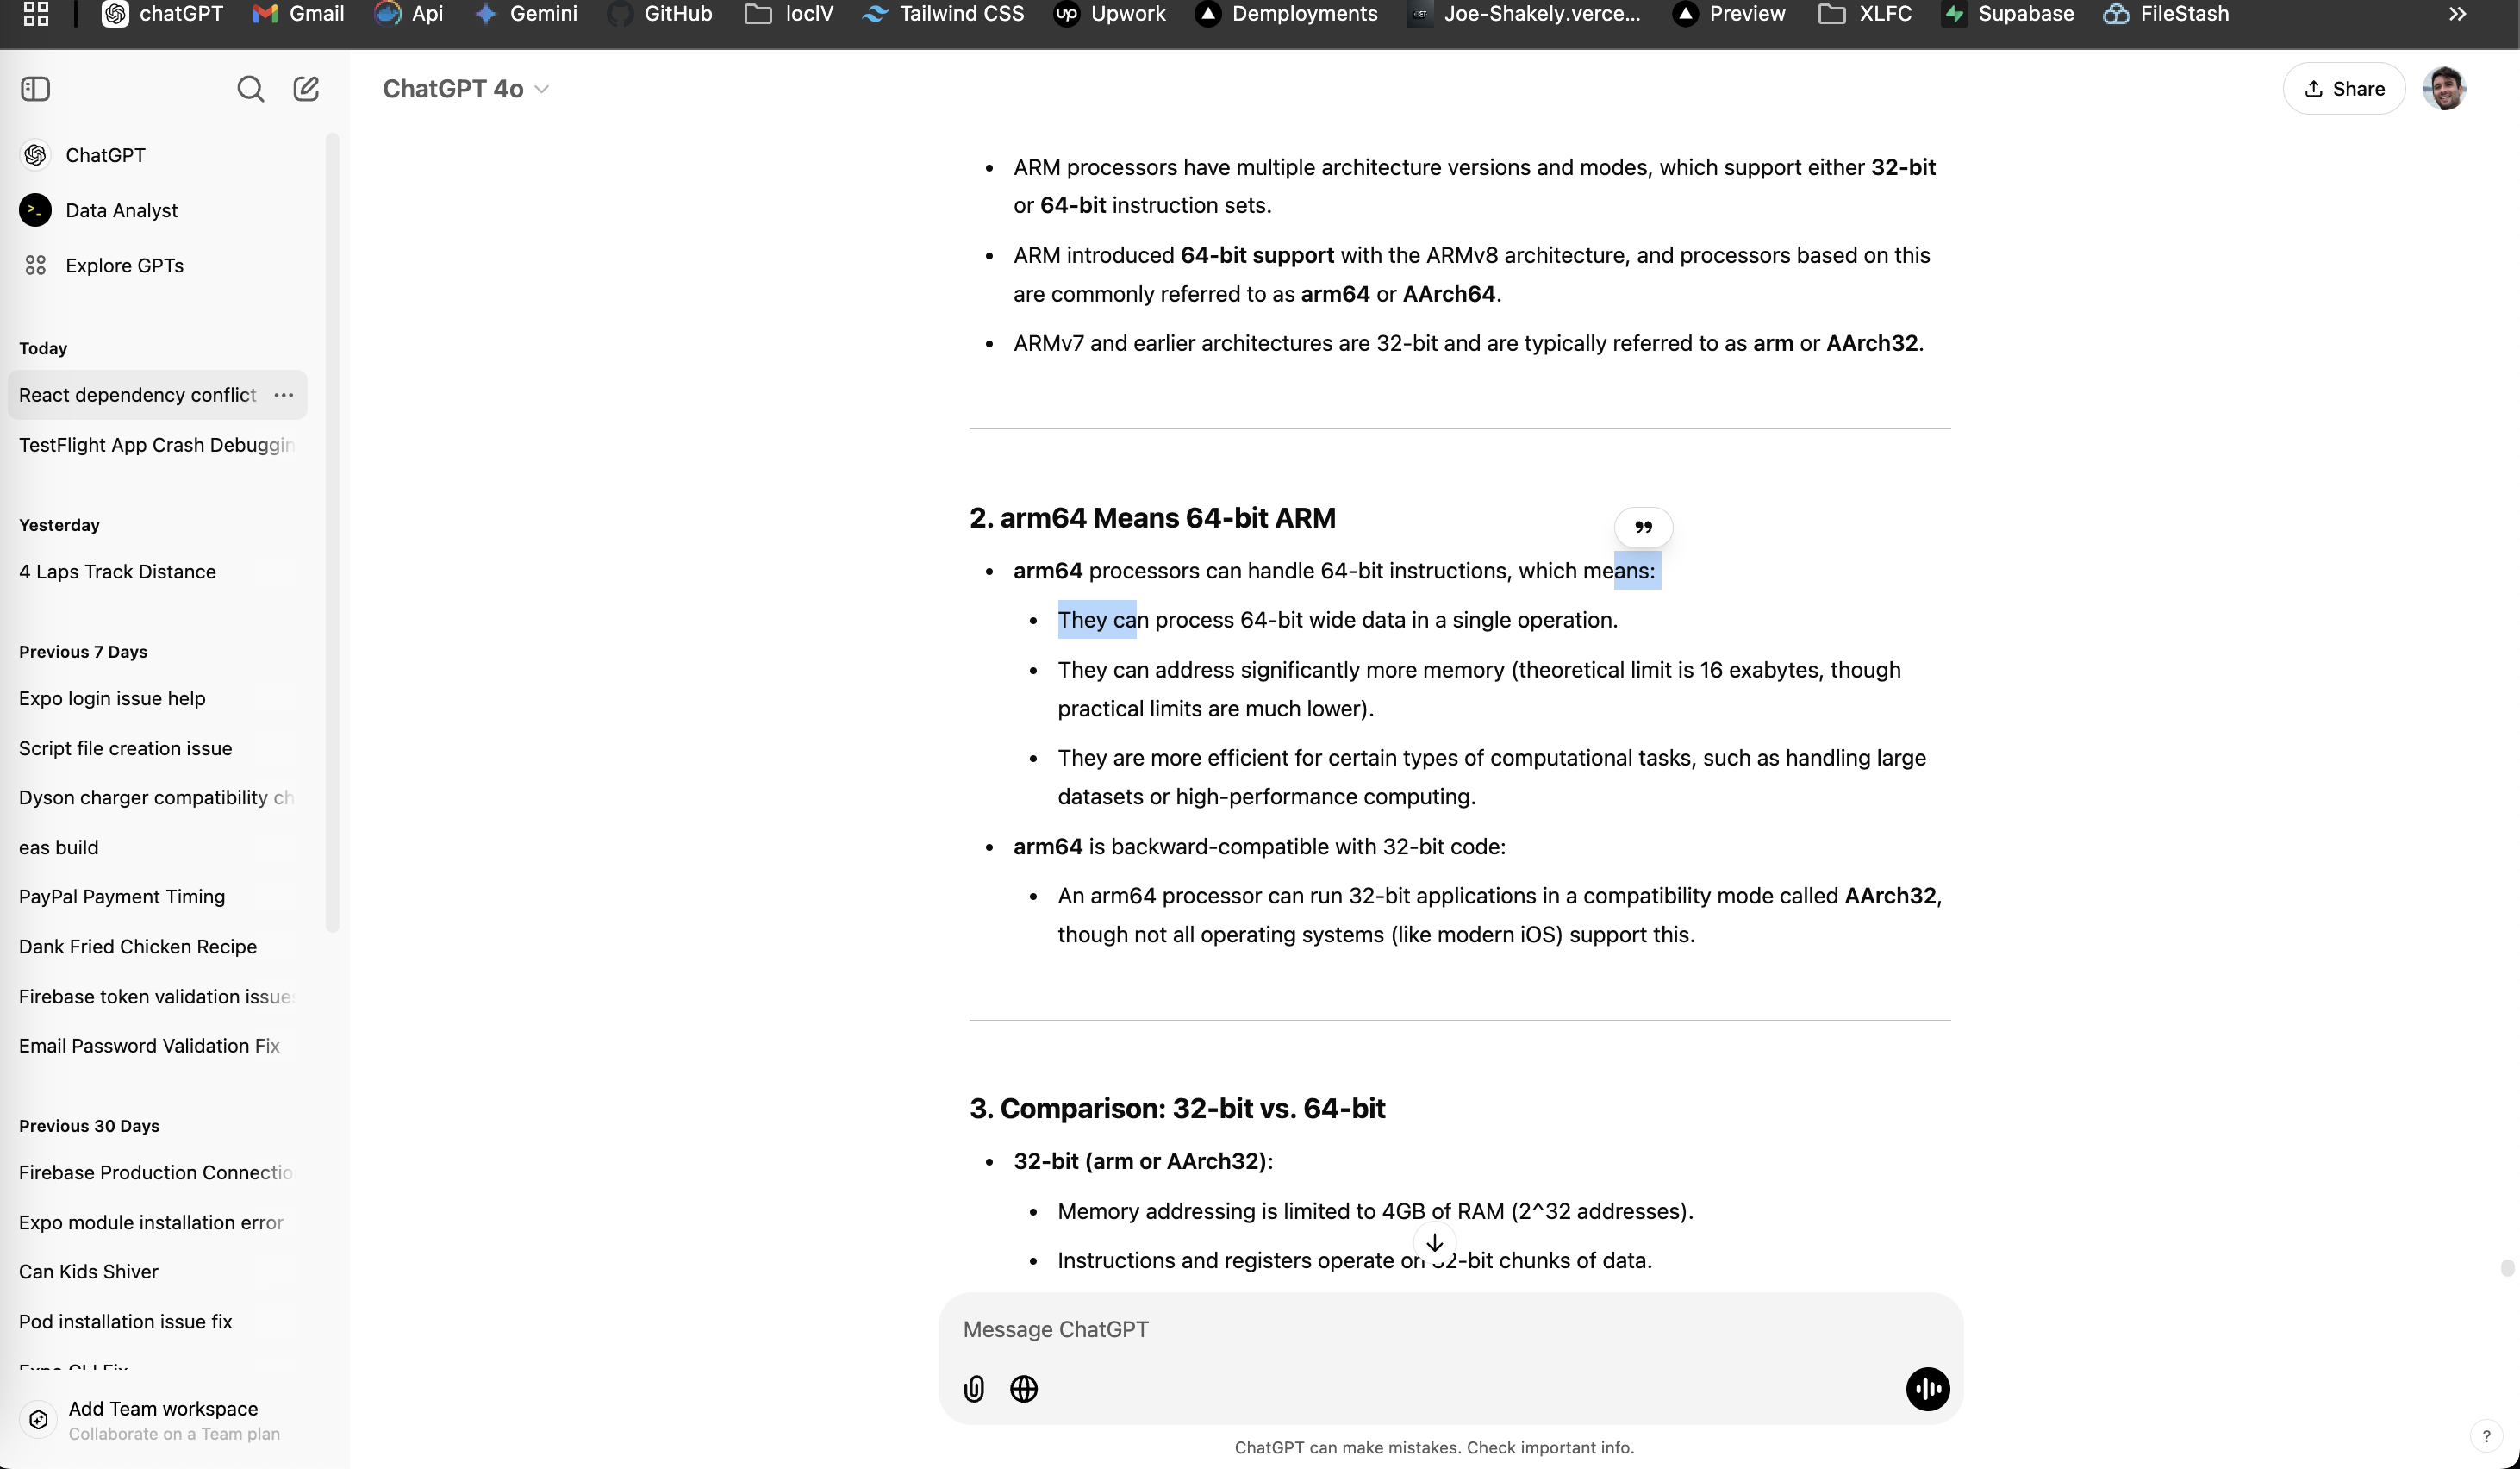 chatGPT Gmail Api Gemini GitHub loclV Tailwind CSS up Upwork Demployments Joe-Shakely.verce... Preview XLFC Supabase FileStash
ChatGPT 4o
Share
ChatGPT
Data Analyst
Explore GPTs
Today
React dependency conflict
TestFlight App Crash Debuggin
Yesterday
4 Laps Track Distance
Previous 7 Days
Expo login issue help
Script file creation issue
Dyson charger compatibility ch
eas build
PayPal Payment Timing
Dank Fried Chicken Recipe
Firebase token validation issues
Email Password Validation Fix
Previous 30 Days
Firebase Production Connectio
Expo module installation error
Can Kids Shiver
Pod installation issue fix
Expo CLI Fix
Add Team workspace
Collaborate on a Team plan
• ARM processors have multiple architecture versions and modes, which support either 32-bit
or 64-bit instruction sets.
• ARM introduced 64-bit support with the ARMv8 architecture, and processors based on this
are commonly referred to as arm64 or AArch64.
• ARMv7 and earlier architectures are 32-bit and are typically referred to as arm or AArch32.
2. arm64 Means 64-bit ARM
• arm64 processors can handle 64-bit instructions, which means:
• They can process 64-bit wide data in a single operation.
• They can address significantly more memory (theoretical limit is 16 exabytes, though
practical limits are much lower).
• They are more efficient for certain types of computational tasks, such as handling large
datasets or high-performance computing.
• arm64 is backward-compatible with 32-bit code:
• An arm64 processor can run 32-bit applications in a compatibility mode called AArch32,
though not all operating systems (like modern iOS) support this.
3. Comparison: 32-bit vs. 64-bit
• 32-bit (arm or AArch32):
• Memory addressing is limited to 4GB of RAM (2^32 addresses).
• Instructions and registers operate on 32-bit chunks of data.
Message ChatGPT
ChatGPT can make mistakes. Check important info.
?